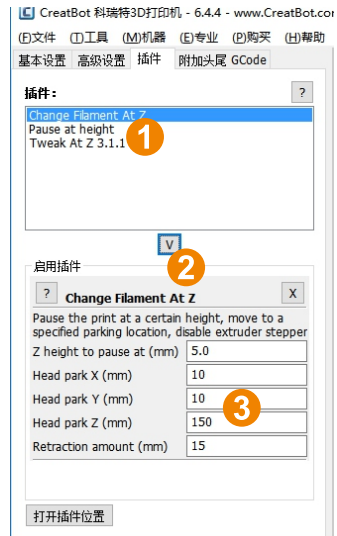 CreatBot 科瑞特3D打印机 - 6.4.4 - www.CreatBot.cor
(F)文件 (T)工具 (M)机器 (E)专业 (P)购买 (H)帮助
基本设置 高级设置 插件 附加头尾 GCode
插件: ?
Change Filament At Z
Pause at height
Tweak At Z 3.1.1
1
V
2
启用插件
? Change Filament At Z X
Pause the print at a certain height, move to a
specified parking location, disable extruder stepper
Z height to pause at (mm) 5.0
Head park X (mm) 10
Head park Y (mm) 10
3
Head park Z (mm) 150
Retraction amount (mm) 15
打开插件位置